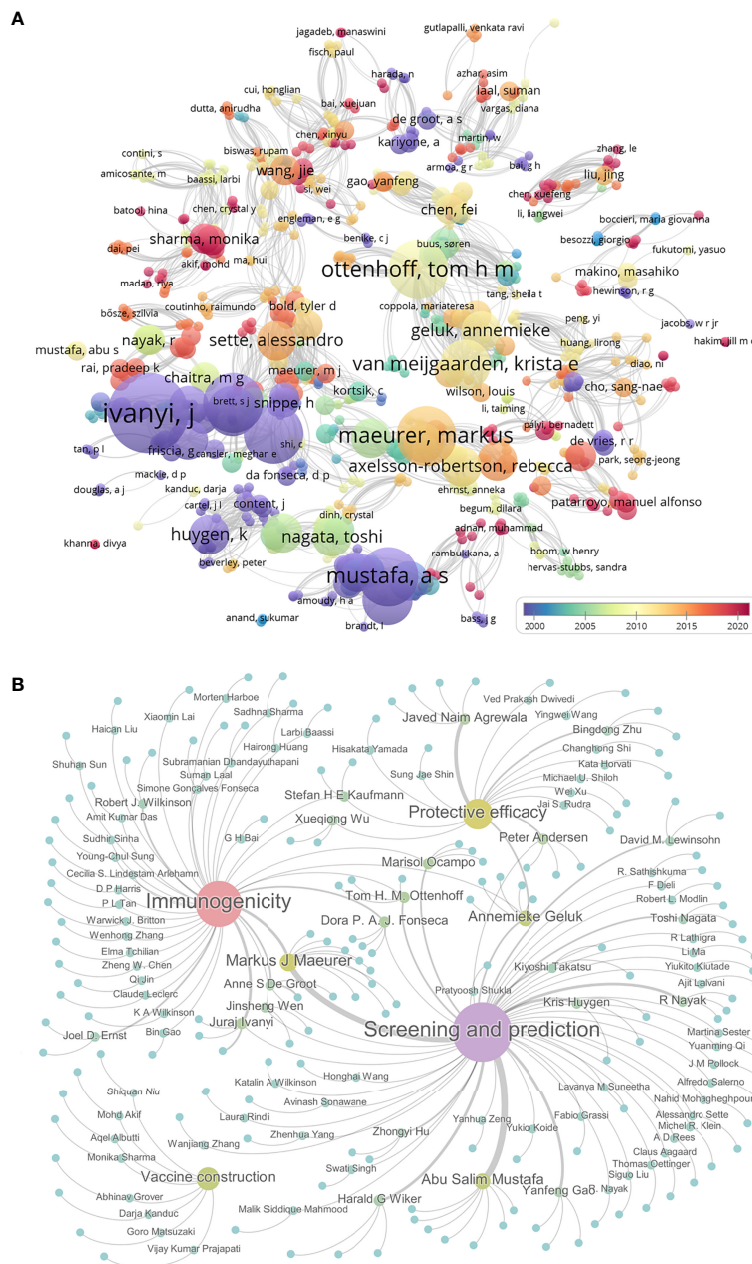 A
jagadeb, manaswini
gutlapalli, venkata ravi
fisch, paul
harada, n
azhar, asim
cui, honglian
laal, suman
bai, xuejuan
vargas, diana
dutta, anirudha
de groot, a s
chen, xinyu
martin, w
kariyone, a
zhang, le
biswas, rupam
contini, s
armoa, g r
bai, g h
wang, jie
liu, jing
amicosante, m
baassi, larbi
si, wei
gao, yanfeng
chen, xuefeng
engleman, e g
li, liangwei
batool, hina
chen, crystal y
chen, fei
boccieri, maria giovanna
sharma, monika
buus, søren
besozzi, giorgio
dai, pei
akif, mohd
ma, hui
benike, c j
fukutomi, yasuo
ottenhoff, tom h m
makino, masahiko
tang, sheila t
hewinson, r g
coppola, mariateresa
bősze, szilvia
coutinho, raimundo
bold, tyler d
peng, yi
jacobs, w r jr
nayak, r
geluk, annemieke
sette, alessandro
huang, lirong
hakim, jill m
mustafa, abu s
diao, ni
rai, pradeep k
van meijgaarden, krista e
maeurer, m j
chaitra, m g
cho, sang-nae
kortsik, c
wilson, louis
ivanyi, j
brett, s j
snippe, h
li, taiming
pályi, bernadett
shi, c
maeurer, markus
de vries, r r
tan, p l
friscia, g
cansler, meghar e
park, seong-jeong
axelsson-robertson, rebecca
mackie, d p
da fonseca, d p
douglas, a j
kanduc, darja
ehrnst, anneka
patarroyo, manuel alfonso
cartel, j l
content, j
begum, dilara
dinh, crystal
huygen, k
adnan, muhammad
nagata, toshi
khanna, divya
boom, w henry
beverley, peter
rambukkana, a
hervas-stubbs, sandra
mustafa, a s
amoudy, h a
anand, sukumar
brandt, l
bass, j g
2000 2005 2010 2015 2020
B
Morten Harboe
Ved Prakash Dwivedi
Xiaomin Lai
Sadhna Sharma
Javed Naim Agrewala
Yingwei Wang
Haican Liu
Larbi Baassi
Bingdong Zhu
Hairong Huang
Hisakata Yamada
Changhong Shi
Shuhan Sun
Subramanian Dhandayuthapani
Kata Horvati
Suman Laal
Sung Jae Shin
Michael U. Shiloh
Simone Gonçalves Fonseca
Stefan H E Kaufmann
Wei Xu
Robert J. Wilkinson
Jai S. Rudra
Amit Kumar Das
Xueqiong Wu
Protective efficacy
Sudhir Sinha
G H Bai
Peter Andersen
David M. Lewinsohn
Young-Chul Sung
Marisol Ocampo
Cecilia S. Lindestam Arlehamn
R. Sathishkuma
D P Harris
F Dieli
P L Tan
Immunogenicity
Tom H. M. Ottenhoff
Robert L. Modlin
Warwick J. Britton
Dora P. A. J. Fonseca
Annemieke Geluk
Toshi Nagata
Wenhong Zhang
R Lathigra
Elma Tchilian
Li Ma
Zheng W. Chen
Markus J Maeurer
Kiyoshi Takatsu
Yiukito Kiutade
Qi Jin
Anne S De Groot
Ajit Lalvani
Claude Leclerc
Pratyoosh Shukla
K A Wilkinson
Jinsheng Wen
Kris Huygen
R Nayak
Joel D. Ernst
Bin Gao
Juraj Ivanyi
Screening and prediction
Martina Sester
Yuanming Qi
Honghai Wang
J M Pollock
Katalin A Wilkinson
Lavanya M Suneetha
Alfredo Salerno
Shiquan Niu
Avinash Sonawane
Nahid Mohagheghpour
Mohd Akif
Laura Rindi
Yanhua Zeng
Fabio Grassi
Alessandro Sette
Aqel Albutti
Zhenhua Yang
Zhongyi Hu
Yukio Koide
Michel R. Klein
Wanjiang Zhang
A D Rees
Monika Sharma
Claus Aagaard
Vaccine construction
Swati Singh
Abu Salim Mustafa
Thomas Oettinger
Siguo Liu
Abhinav Grover
Harald G Wiker
Yanfeng Gao
R. Nayak
Darja Kanduc
Malik Siddique Mahmood
Goro Matsuzaki
Vijay Kumar Prajapati